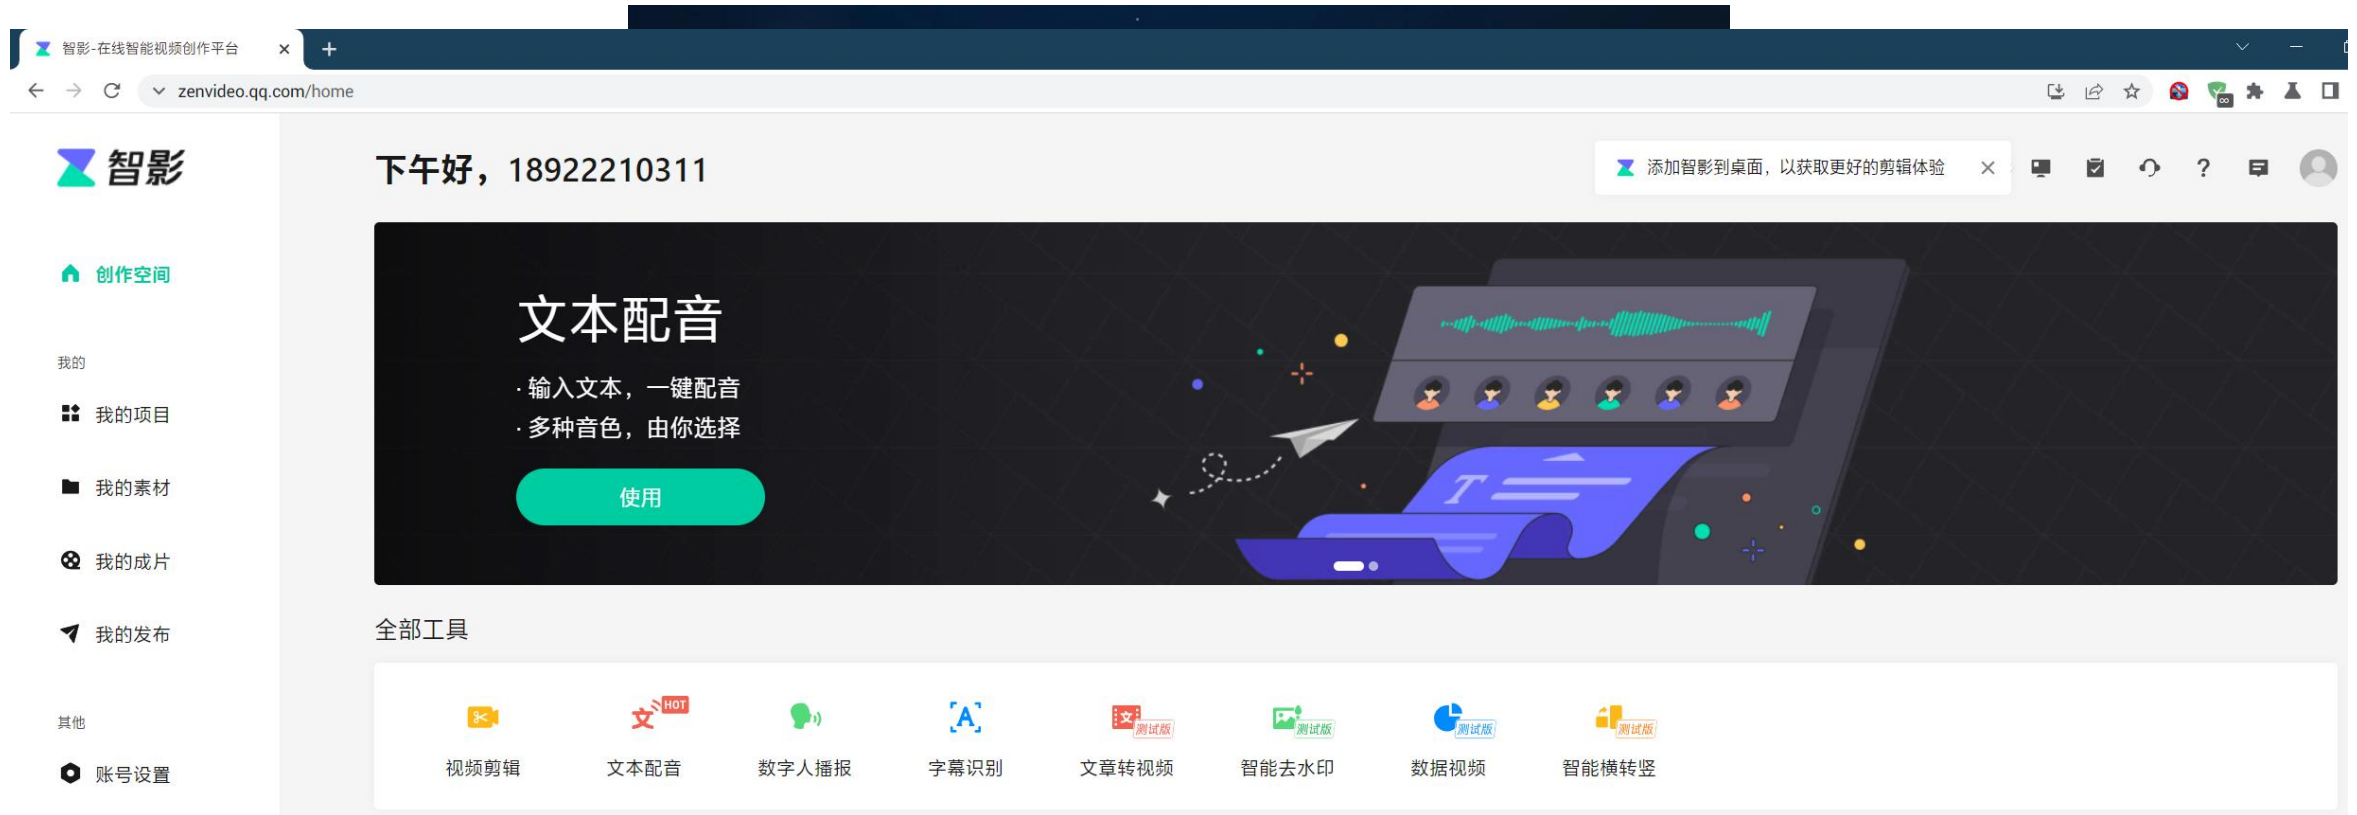 智影-在线智能视频创作平台
zenvideo.qq.com/home
智影
下午好，18922210311
添加智影到桌面，以获取更好的剪辑体验
创作空间
我的
我的项目
我的素材
我的成片
我的发布
其他
账号设置
文本配音
· 输入文本，一键配音
· 多种音色，由你选择
使用
T
全部工具
HOT
文
A
文
测试版
测试版
测试版
测试版
视频剪辑
文本配音
数字人播报
字幕识别
文章转视频
智能去水印
数据视频
智能横转竖